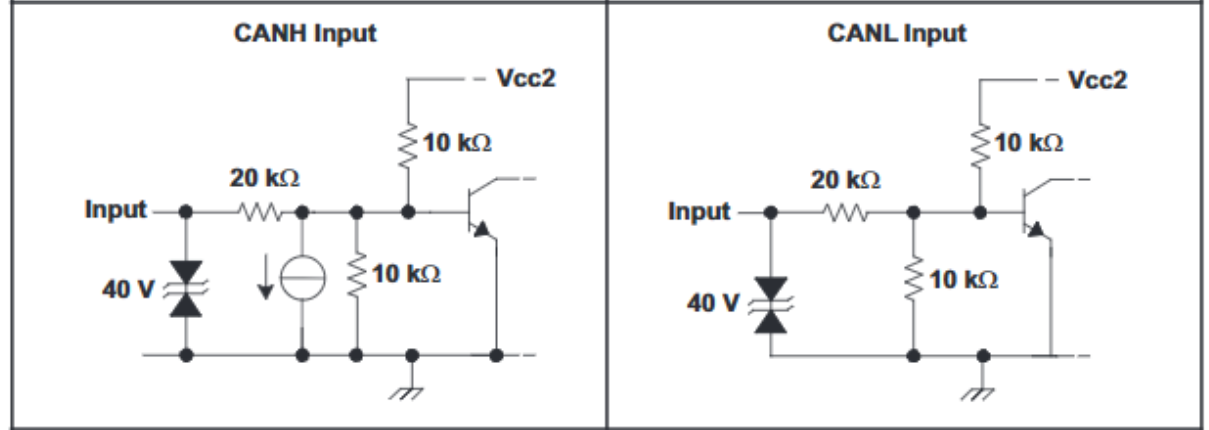 CANH Input
Vcc2
10 kΩ
20 kΩ
Input
10 kΩ
40 V
CANL Input
Vcc2
10 kΩ
20 kΩ
Input
10 kΩ
40 V